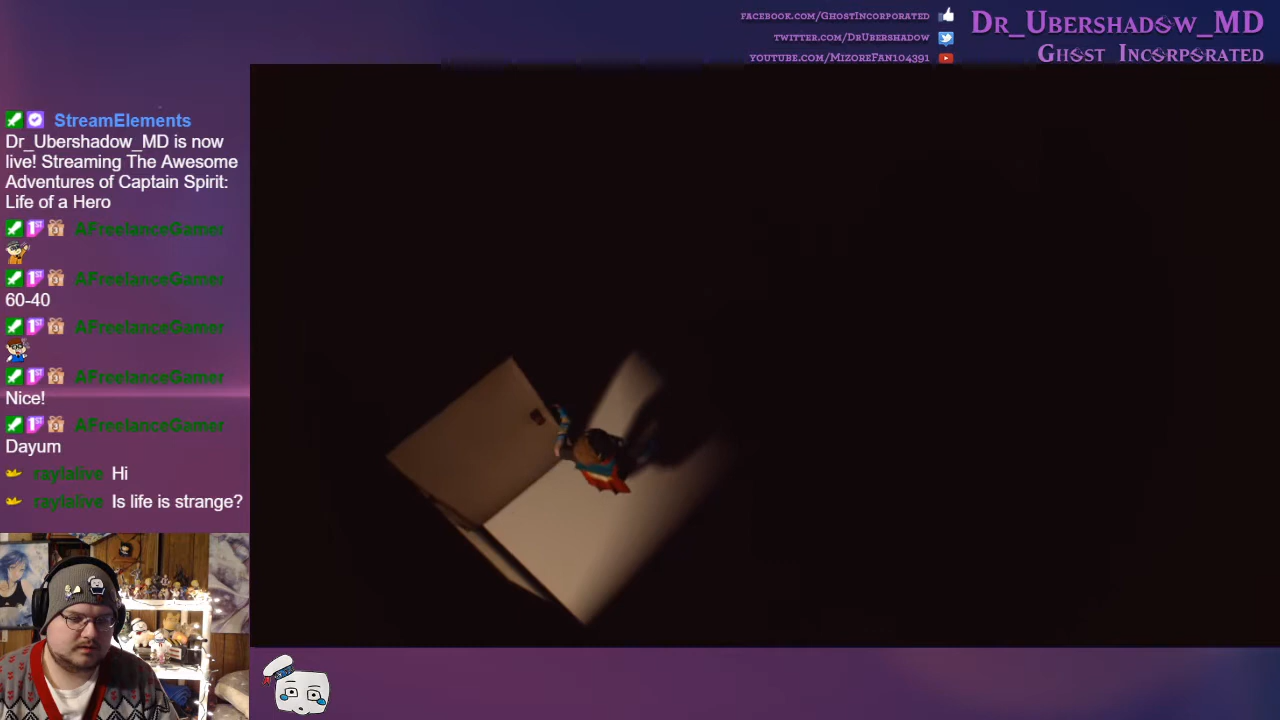 FACEBOOK.COM/GHOSTINCORPORATED
TWITTER.COM/DRUBERSHADOW
YOUTUBE.COM/MIZOREFAN104391
DR_UBERSHADOW_MD
GHOST INCORPORATED
StreamElements
Dr_Ubershadow_MD is now
live! Streaming The Awesome
Adventures of Captain Spirit:
Life of a Hero
AFreelanceGamer
AFreelanceGamer
60-40
AFreelanceGamer
AFreelanceGamer
Nice!
AFreelanceGamer
Dayum
raylalive Hi
raylalive Is life is strange?